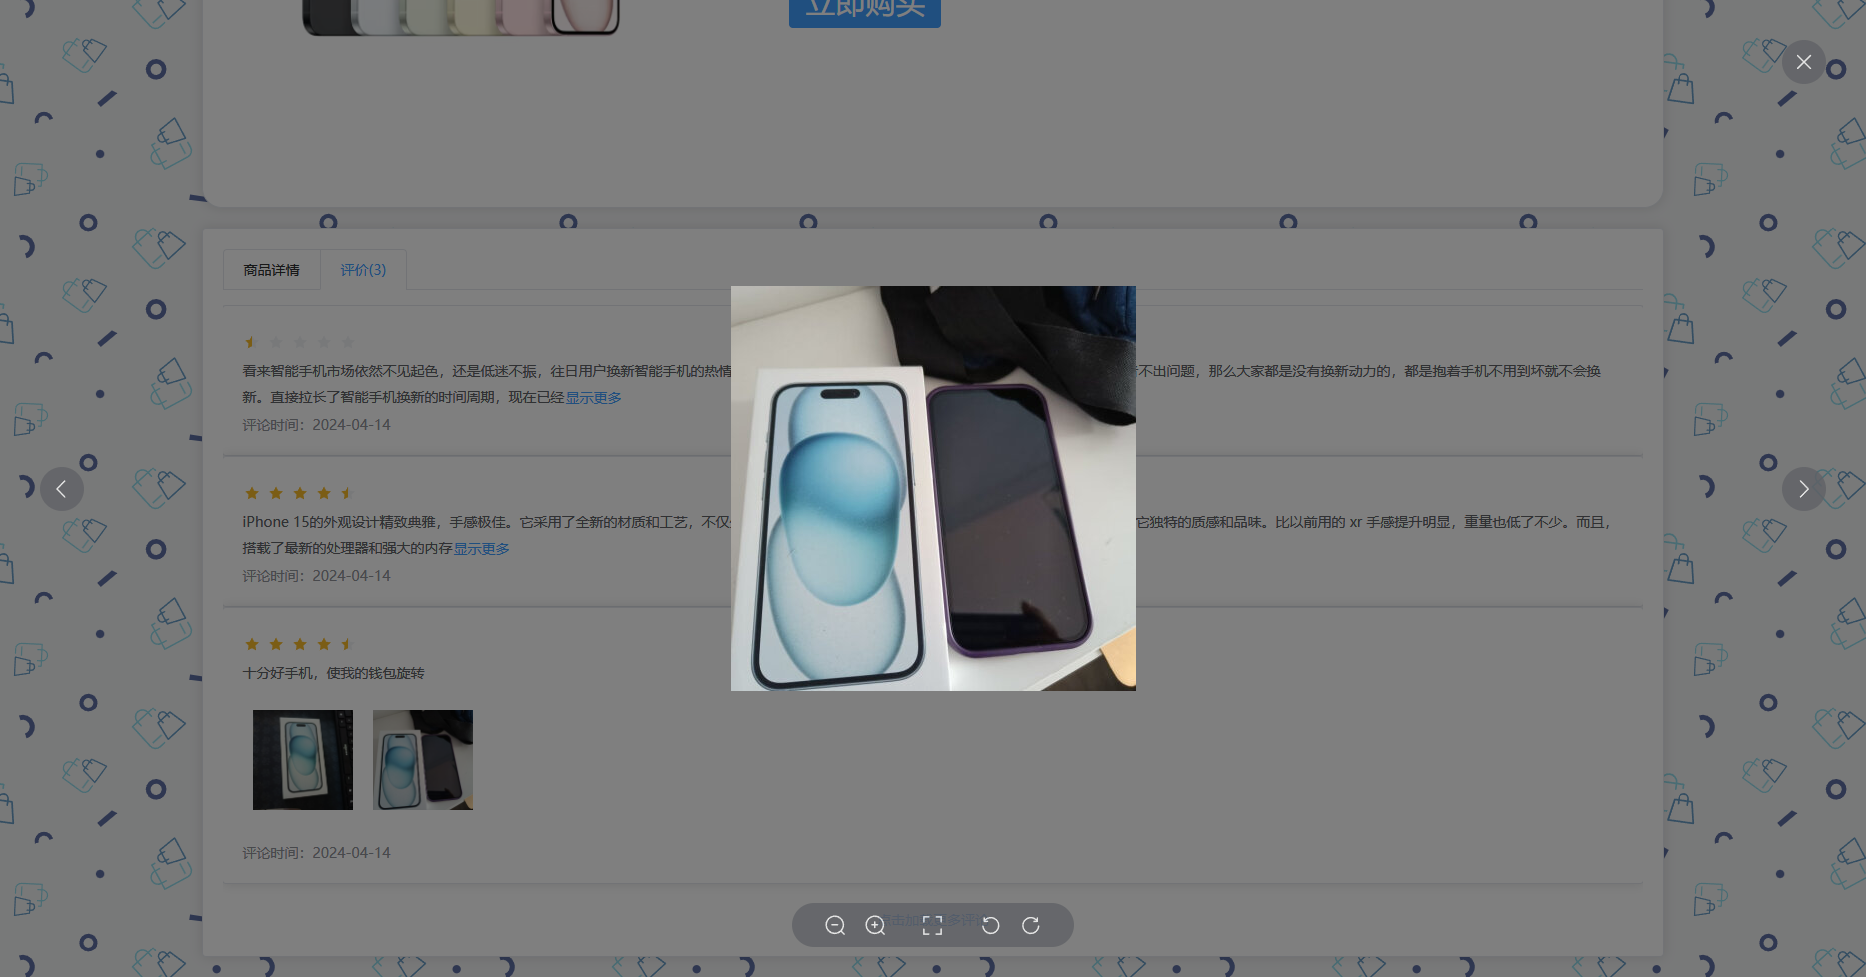 立即购买
商品详情
评价(3)
看来智能手机市场依然不见起色，还是低迷不振，往日用户换新智能手机的热情
不出问题，那么大家都是没有换新动力的，都是抱着手机不用到坏就不会换
新。直接拉长了智能手机换新的时间周期，现在已经显示更多
评论时间：2024-04-14
iPhone 15的外观设计精致典雅，手感极佳。它采用了全新的材质和工艺，不仅
它独特的质感和品味。比以前用的 xr 手感提升明显，重量也低了不少。而且，
搭载了最新的处理器和强大的内存显示更多
评论时间：2024-04-14
十分好手机，使我的钱包旋转
评论时间：2024-04-14